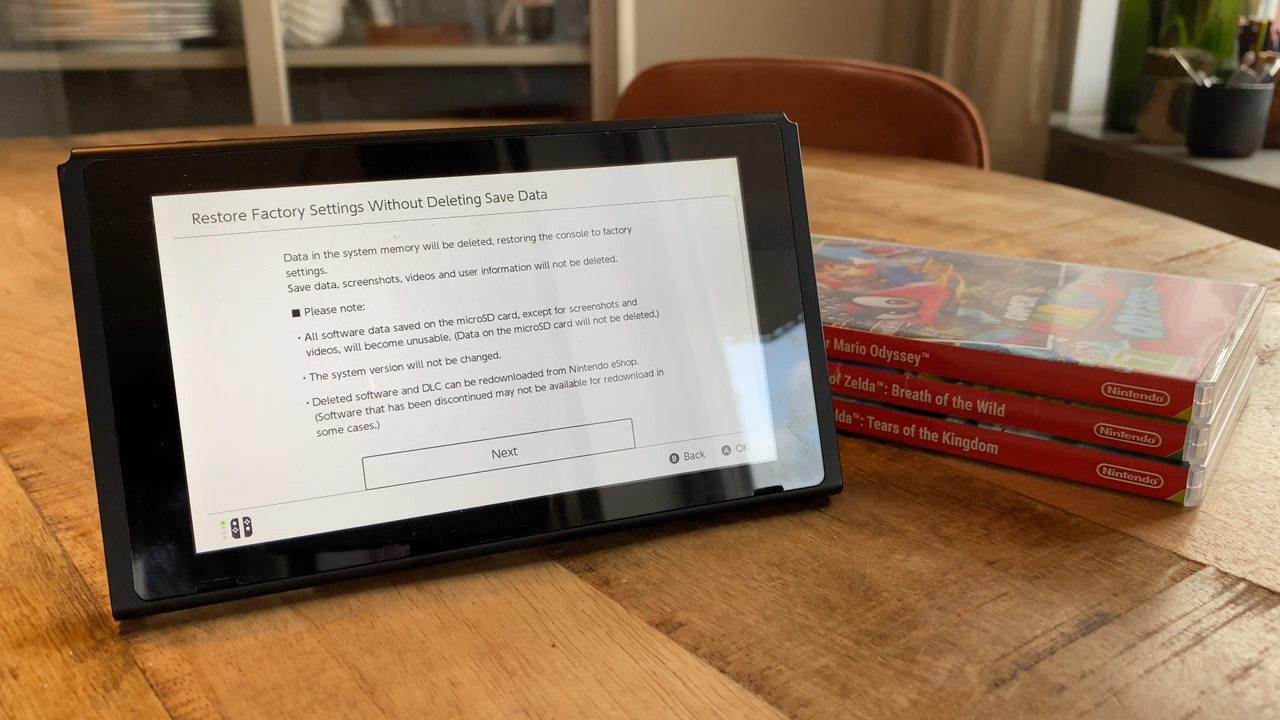 Restore Factory Settings Without Deleting Save Data
Data in the system memory will be deleted, restoring the console to factory
settings.
Save data, screenshots, videos and user information will not be deleted.
■ Please note:
・All software data saved on the microSD card, except for screenshots and
videos, will become unusable. (Data on the microSD card will not be deleted.)
・The system version will not be changed.
・Deleted software and DLC can be redownloaded from Nintendo eShop.
(Software that has been discontinued may not be available for redownload in
some cases.)
Next
B Back A OK
SUPER
ODYSSEY
r Mario Odyssey™ Nintendo
of Zelda™: Breath of the Wild Nintendo
lda™: Tears of the Kingdom Nintendo